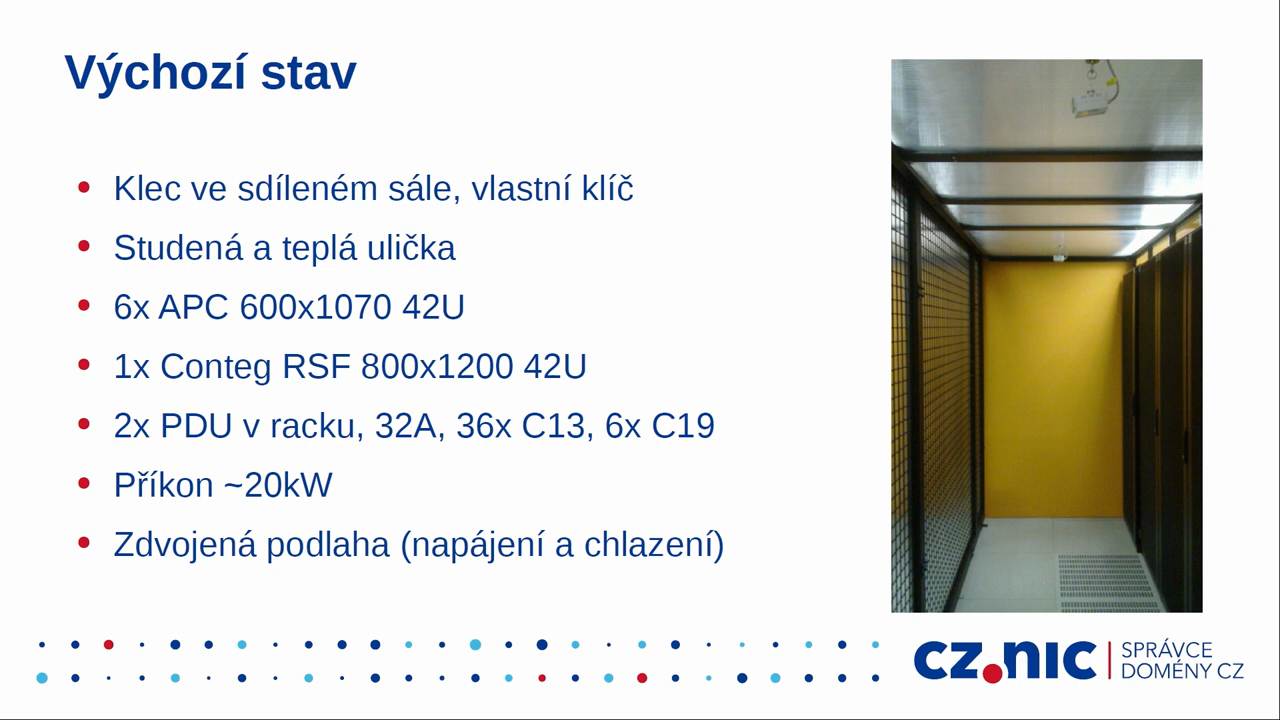 Výchozí stav
Klec ve sdíleném sále, vlastní klíč
Studená a teplá ulička
6x APC 600x1070 42U
1x Conteg RSF 800x1200 42U
2x PDU v racku, 32A, 36x C13, 6x C19
Příkon ~20kW
Zdvojená podlaha (napájení a chlazení)
CZ.NIC
SPRÁVCE
DOMÉNY CZ